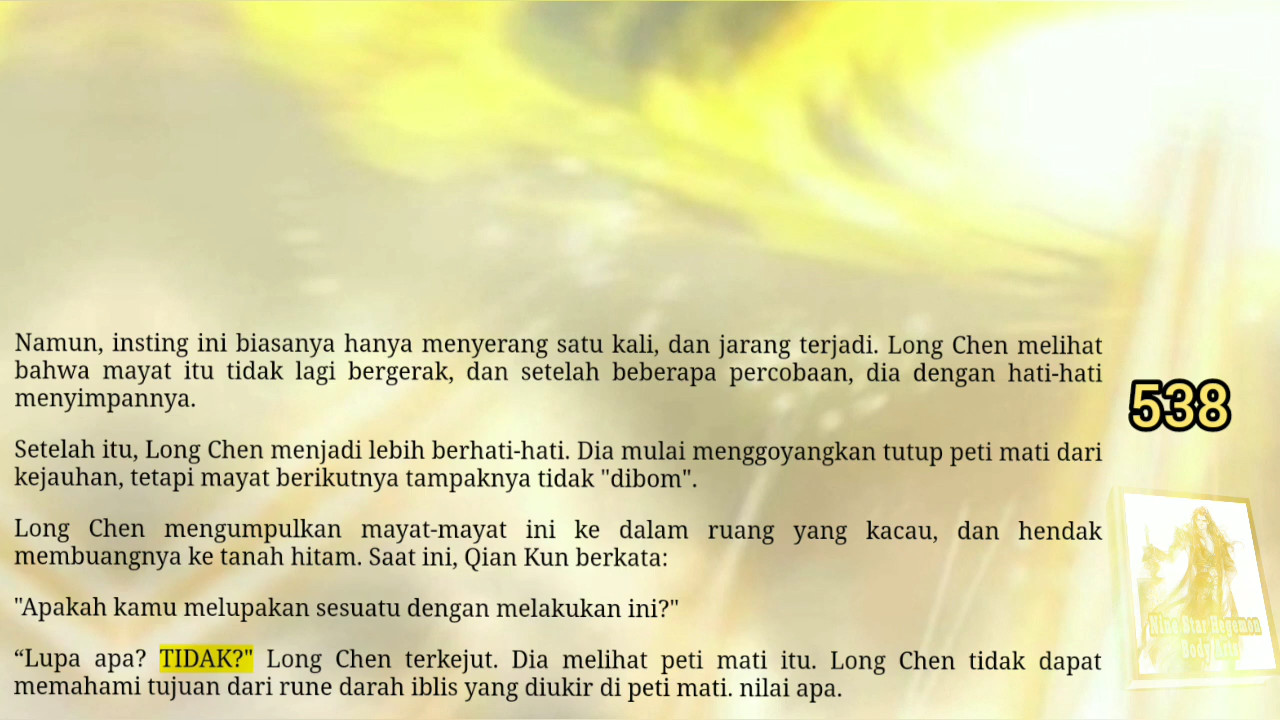 Namun, insting ini biasanya hanya menyerang satu kali, dan jarang terjadi. Long Chen melihat
bahwa mayat itu tidak lagi bergerak, dan setelah beberapa percobaan, dia dengan hati-hati
menyimpannya.
Setelah itu, Long Chen menjadi lebih berhati-hati. Dia mulai menggoyangkan tutup peti mati dari
kejauhan, tetapi mayat berikutnya tampaknya tidak "dibom".
Long Chen mengumpulkan mayat-mayat ini ke dalam ruang yang kacau, dan hendak
membuangnya ke tanah hitam. Saat ini, Qian Kun berkata:
"Apakah kamu melupakan sesuatu dengan melakukan ini?"
“Lupa apa? TIDAK?" Long Chen terkejut. Dia melihat peti mati itu. Long Chen tidak dapat
memahami tujuan dari rune darah iblis yang diukir di peti mati. nilai apa.
538
Nine Star Hegemon
Body Arts